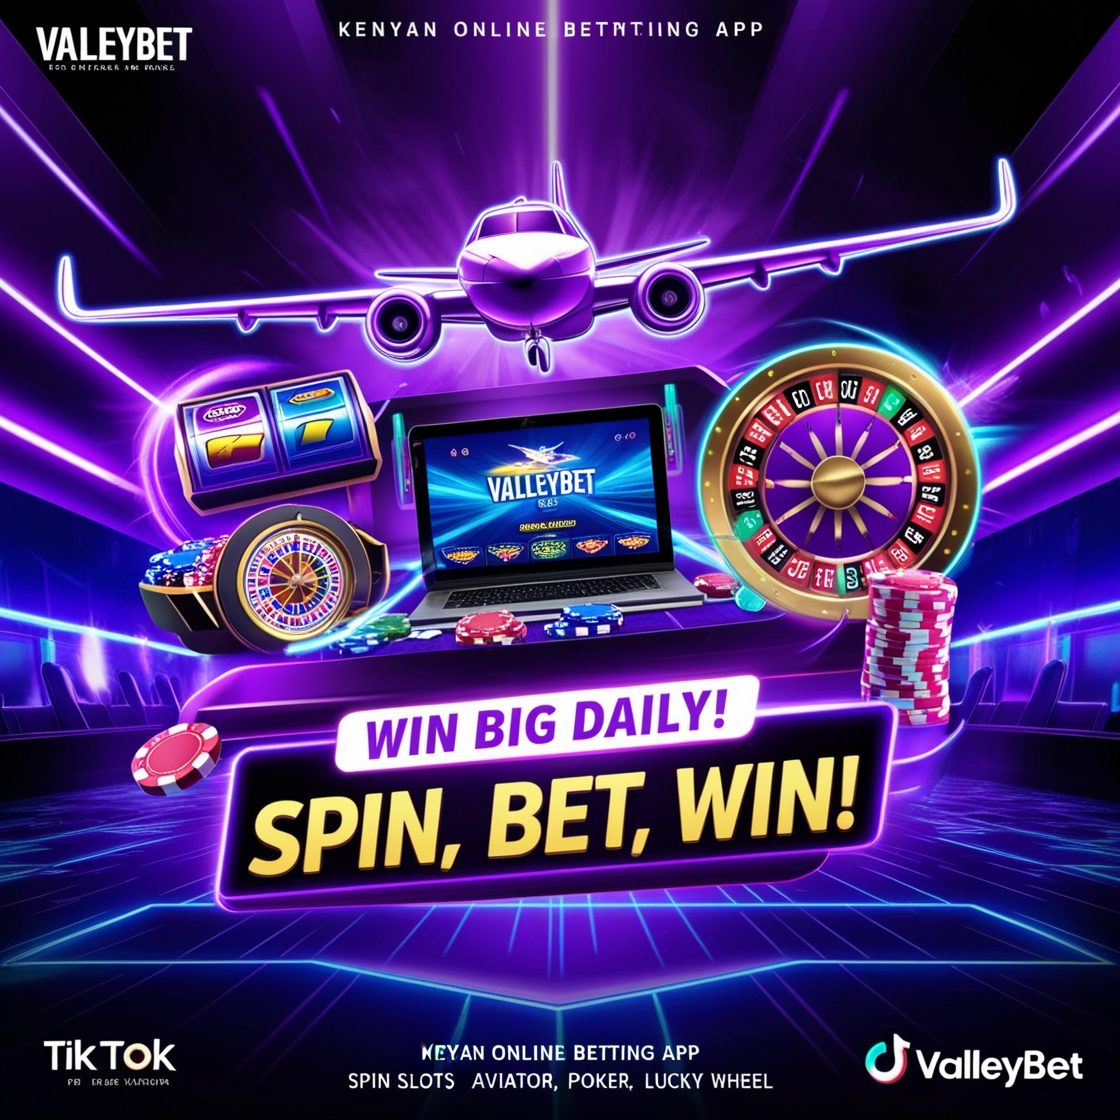 VALEYBET
KENYAN ONLINE BETNTIING APP
VALLEYBET
WIN BIG DAILY!
SPIN, BET, WIN!
TikTok
KEYAN ONLINE BETTING APP
SPIN SLOTS AVIATOR, POKER, LUCKY WHEEL
ValleyBet